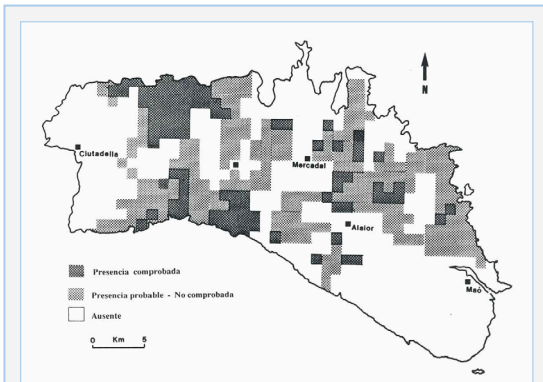 N
Ciutadella
Mercadal
Alaior
Maó
Presencia comprobada
Presencia probable - No comprobada
Ausente
0 Km 5